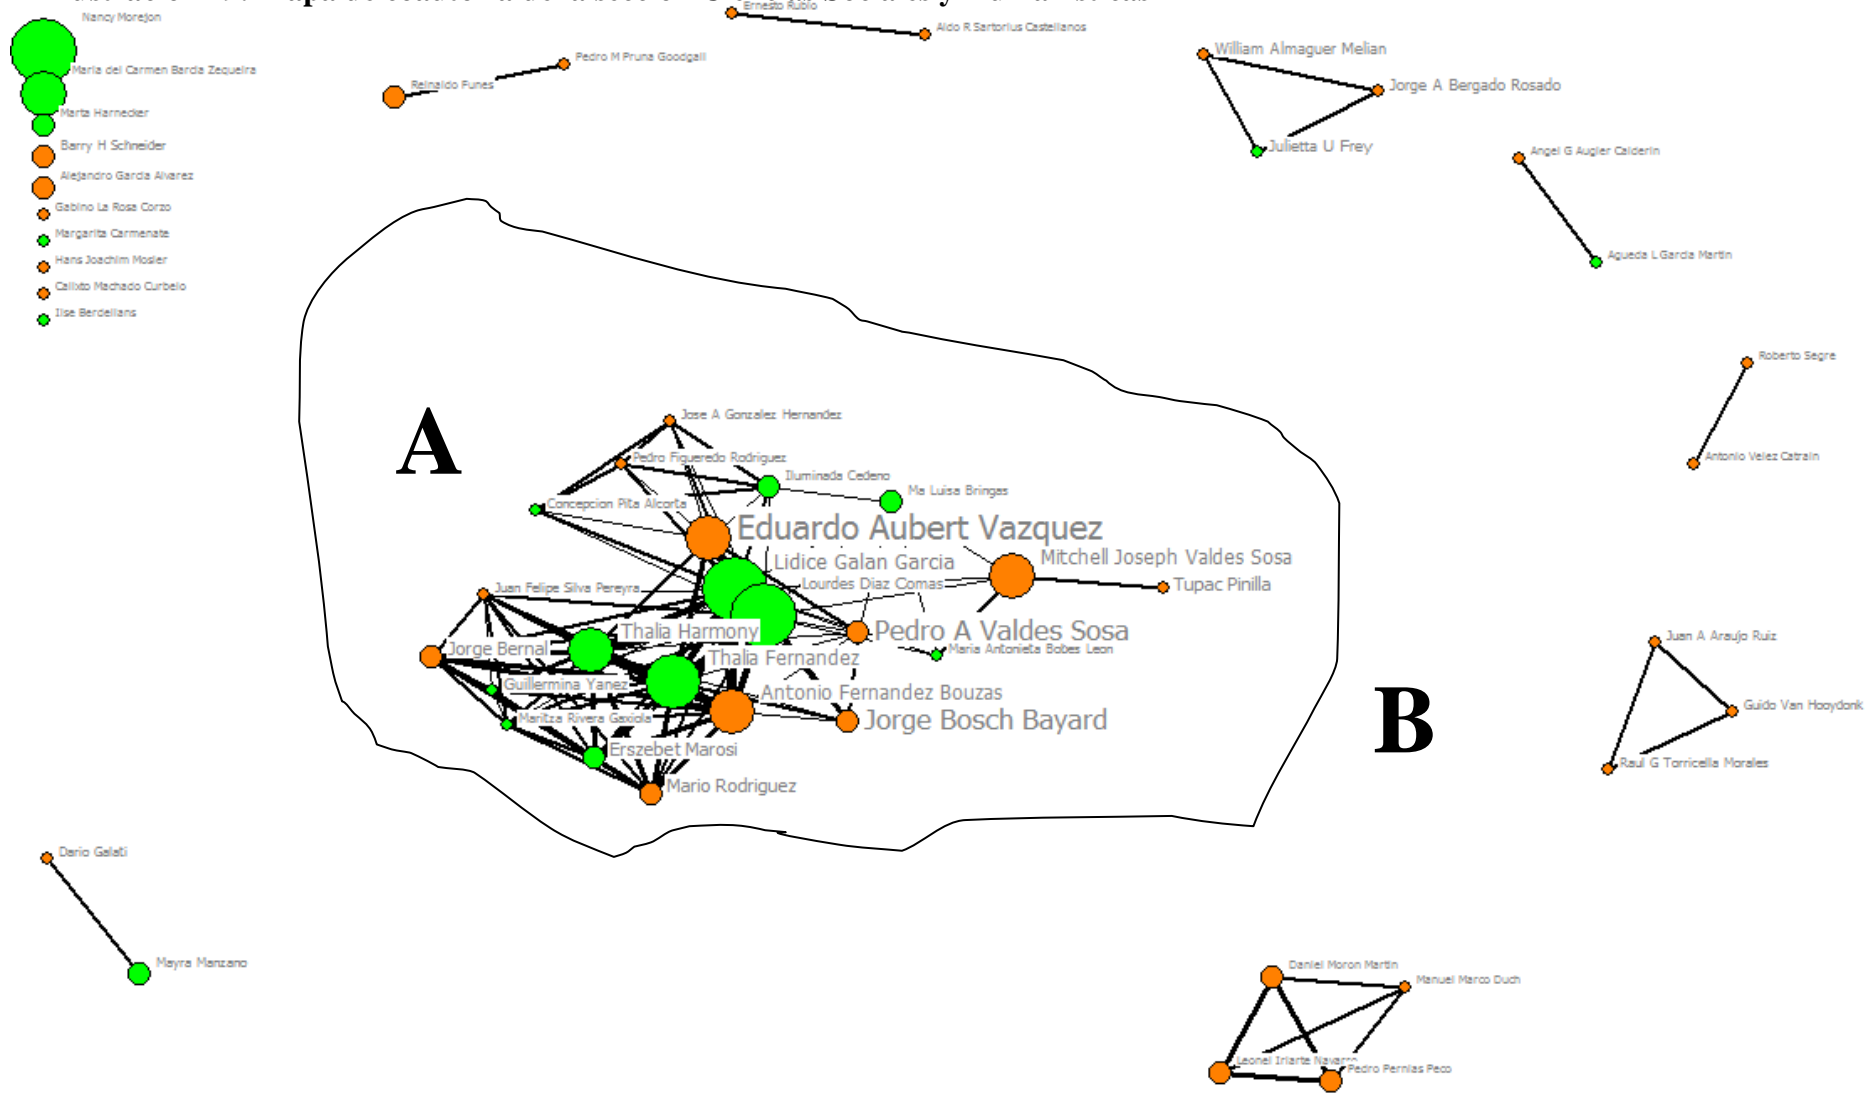 Nancy Morejon
Ernesto Rubio
Aldo R Sartorius Castellanos
Maria del Carmen Barcia Zequeira
Pedro M Pruna Goodgall
William Almaguer Melian
Reinaldo Funes
Jorge A Bergado Rosado
Marta Harnecker
Barry H Schneider
Julietta U Frey
Angel G Augier Calderin
Alejandro Garcia Alvarez
Gabino La Rosa Corzo
Margarita Carmenate
Hans Joachim Mosler
Agueda L Garcia Martin
Calixto Machado Curbelo
Ilse Berdellans
Roberto Segre
Antonio Velez Catrain
A
Jose A Gonzalez Hernandez
Pedro Figueredo Rodriguez
Iluminada Cedeno
Ma Luisa Bringas
Concepcion Pita Alcorta
Eduardo Aubert Vazquez
Lidice Galan Garcia
Mitchell Joseph Valdes Sosa
Lourdes Diaz Comas
Tupac Pinilla
Juan Felipe Silva Pereyra
Thalia Harmony
Pedro A Valdes Sosa
Jorge Bernal
Maria Antonieta Bobes Leon
Thalia Fernandez
Guillermina Yanez
Antonio Fernandez Bouzas
Maritza Rivera Gaxiola
Jorge Bosch Bayard
Erszebet Marosi
Mario Rodriguez
B
Juan A Araujo Ruiz
Guido Van Hooydonk
Raul G Torricella Morales
Dario Galati
Mayra Manzano
Daniel Moron Martin
Manuel Marco Duch
Leonel Iriarte Navarro
Pedro Pernias Peco